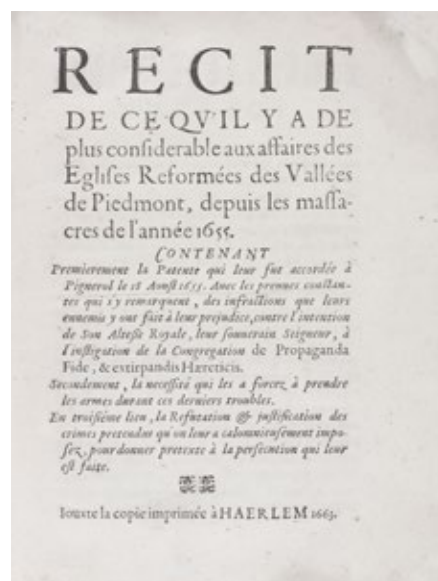 RECIT
DE CE QV'IL Y A DE
plus conſiderable aux affaires des
Egliſes Reformées des Vallées
de Piedmont, depuis les maſſa-
cres de l'année 1655.
CONTENANT
Premierement la Patente qui leur fut accordée à
Pignerol le 18 Aouſt 1655. Avec les preuues conſtan-
tes qui s'y remarquent, des infractions que leurs
ennemis y ont fait à leur prejudice, contre l'intention
de Son Alteſſe Royale, leur ſouuerain Seigneur, à
l'inſtigation de la Congregation de Propaganda
Fide, & extirpandis Hæreticis.
Secondement, la neceſſité qui les a forcez à prendre
les armes durant ces derniers troubles.
En troiſiéme lieu, la Refutation & juſtification des
crimes pretendus qu'on leur a calomnieuſement impo-
ſez, pour donner pretexte à la perſecution qui leur
eſt faite.
Iouxte la copie imprimée à HAERLEM 1663.